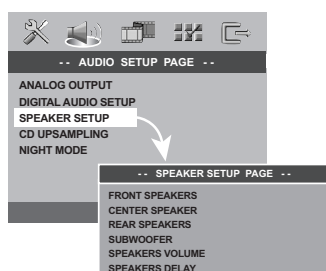 -- AUDIO SETUP PAGE --
ANALOG OUTPUT
DIGITAL AUDIO SETUP
SPEAKER SETUP
CD UPSAMPLING
NIGHT MODE
-- SPEAKER SETUP PAGE --
FRONT SPEAKERS
CENTER SPEAKER
REAR SPEAKERS
SUBWOOFER
SPEAKERS VOLUME
SPEAKERS DELAY